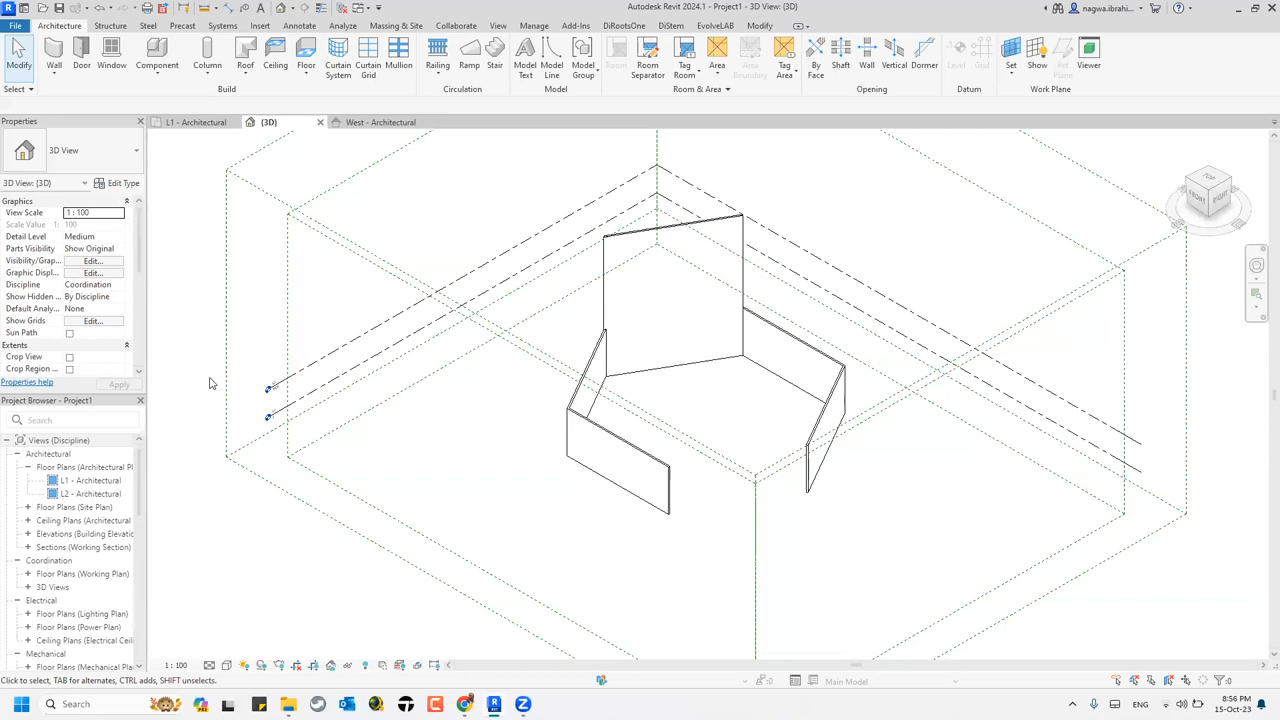 Autodesk Revit 2024.1 - Project1 - 3D View: {3D}
nagwa.ibrahi...
File Architecture Structure Precast Steel Systems Insert Annotate Analyze Massing & Site Collaborate View Manage Add-Ins DiRootsOne DiStem EvolveLAB Modify
Modify Wall Door Window Component Column Roof Ceiling Floor Curtain System Curtain Grid Mullion Railing Ramp Stair Model Text Model Line Model Group Room Room Separator Tag Room Area Area Boundary Tag Area By Face Shaft Wall Vertical Dormer Level Grid Set Show Ref Plane Viewer
Select Build Circulation Model Room & Area Opening Datum Work Plane
Properties
L1 - Architectural {3D} West - Architectural
3D View
3D View: {3D} Edit Type
Graphics
View Scale 1 : 100
Scale Value 1: 100
Detail Level Medium
Parts Visibility Show Original
Visibility/Grap... Edit...
Graphic Displ... Edit...
Discipline Coordination
Show Hidden ... By Discipline
Default Analy... None
Show Grids Edit...
Sun Path
Extents
Crop View
Crop Region ...
Properties help Apply
Project Browser - Project1
Search
Views (Discipline)
Architectural
Floor Plans (Architectural Pl
L1 - Architectural
L2 - Architectural
Floor Plans (Site Plan)
Ceiling Plans (Architectural
Elevations (Building Elevatio
Sections (Working Section)
Coordination
Floor Plans (Working Plan)
3D Views
Electrical
Floor Plans (Lighting Plan)
Floor Plans (Power Plan)
Ceiling Plans (Electrical Ceili
Mechanical
Floor Plans (Mechanical Pla
TOP
FRONT
RIGHT
1 : 100
Click to select, TAB for alternates, CTRL adds, SHIFT unselects.
:0 Main Model :0
Search
ENG
8:56 PM
15-Oct-23